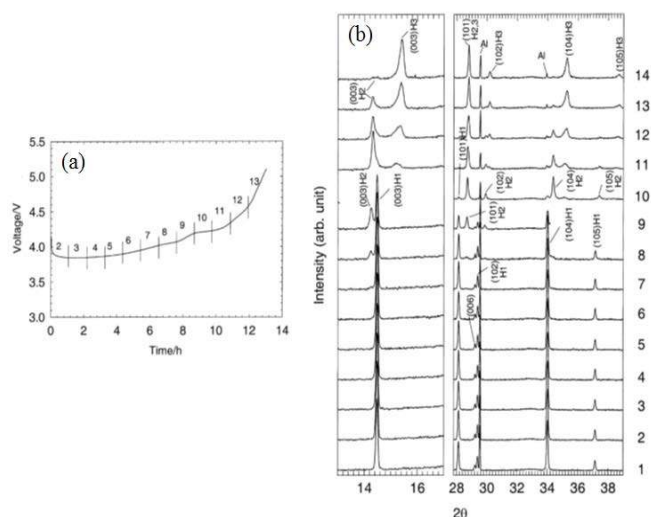 (a)
Voltage/V
5.5
5.0
4.5
4.0
3.5
3.0
2 3 4 5 6 7 8 9 10 11 12 13
0 2 4 6 8 10 12 14
Time/h
(b)
Intensity (arb. unit)
(003)H3
(003)H2
(003)H2
(003)H1
(101)H2,3
Al
(102)H3
Al
(104)H3
(105)H3
(101)H1
(102)H2
(104)H2
(105)H2
(101)H2
(104)H1
(105)H1
(102)H1
(006)
14
13
12
11
10
9
8
7
6
5
4
3
2
1
14 16 28 30 32 34 36 38
2θ